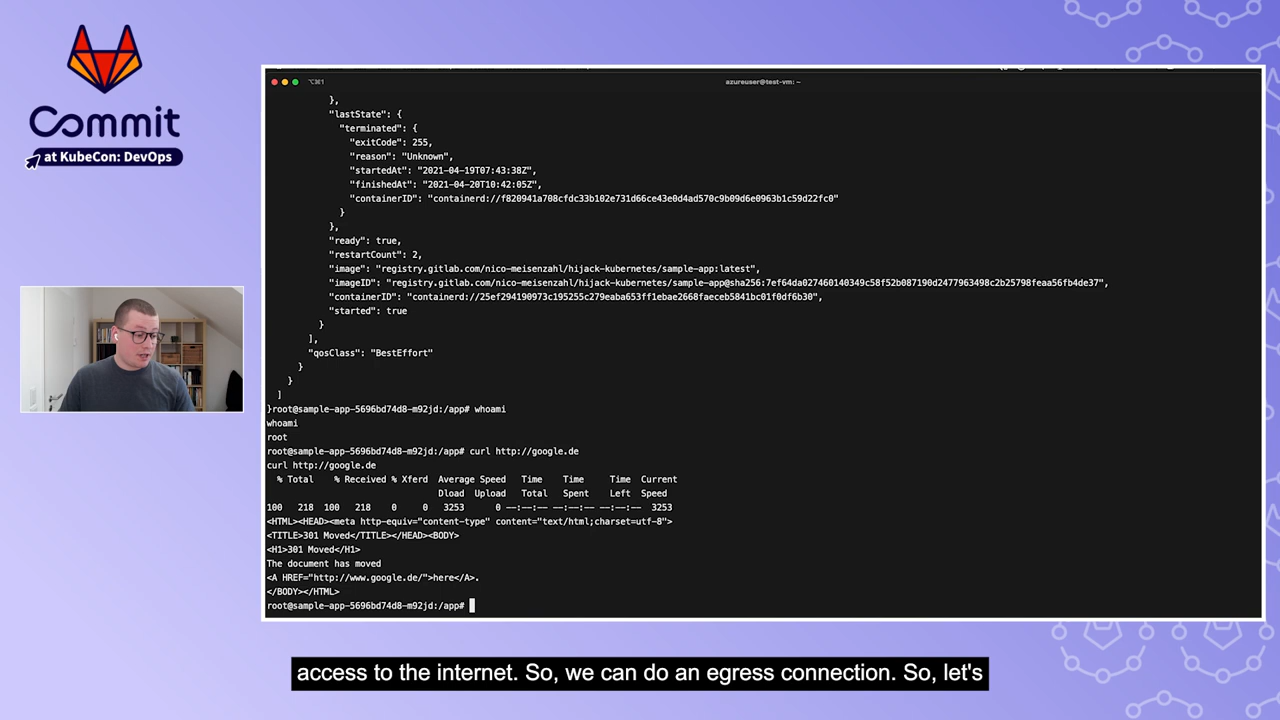 Commit
at KubeCon: DevOps
⌥⌘1
azureuser@test-vm: ~
},
"lastState": {
"terminated": {
"exitCode": 255,
"reason": "Unknown",
"startedAt": "2021-04-19T07:43:38Z",
"finishedAt": "2021-04-20T10:42:05Z",
"containerID": "containerd://f820941a708cfdc33b102e731d66ce43e0d4ad570c9b09d6e0963b1c59d22fc0"
}
},
"ready": true,
"restartCount": 2,
"image": "registry.gitlab.com/nico-meisenzahl/hijack-kubernetes/sample-app:latest",
"imageID": "registry.gitlab.com/nico-meisenzahl/hijack-kubernetes/sample-app@sha256:7ef64da027460140349c58f52b087190d2477963498c2b25798feaa56fb4de37",
"containerID": "containerd://25ef294190973c195255c279eaba653ff1ebae2668faeceb5841bc01f0df6b30",
"started": true
}
],
"qosClass": "BestEffort"
}
}
]
}root@sample-app-5696bd74d8-m92jd:/app# whoami
whoami
root
root@sample-app-5696bd74d8-m92jd:/app# curl http://google.de
curl http://google.de
% Total % Received % Xferd Average Speed Time Time Time Current
Dload Upload Total Spent Left Speed
100 218 100 218 0 0 3253 0 --:--:-- --:--:-- --:--:-- 3253
<HTML><HEAD><meta http-equiv="content-type" content="text/html;charset=utf-8">
<TITLE>301 Moved</TITLE></HEAD><BODY>
<H1>301 Moved</H1>
The document has moved
<A HREF="http://www.google.de/">here</A>.
</BODY></HTML>
root@sample-app-5696bd74d8-m92jd:/app#
access to the internet. So, we can do an egress connection. So, let's